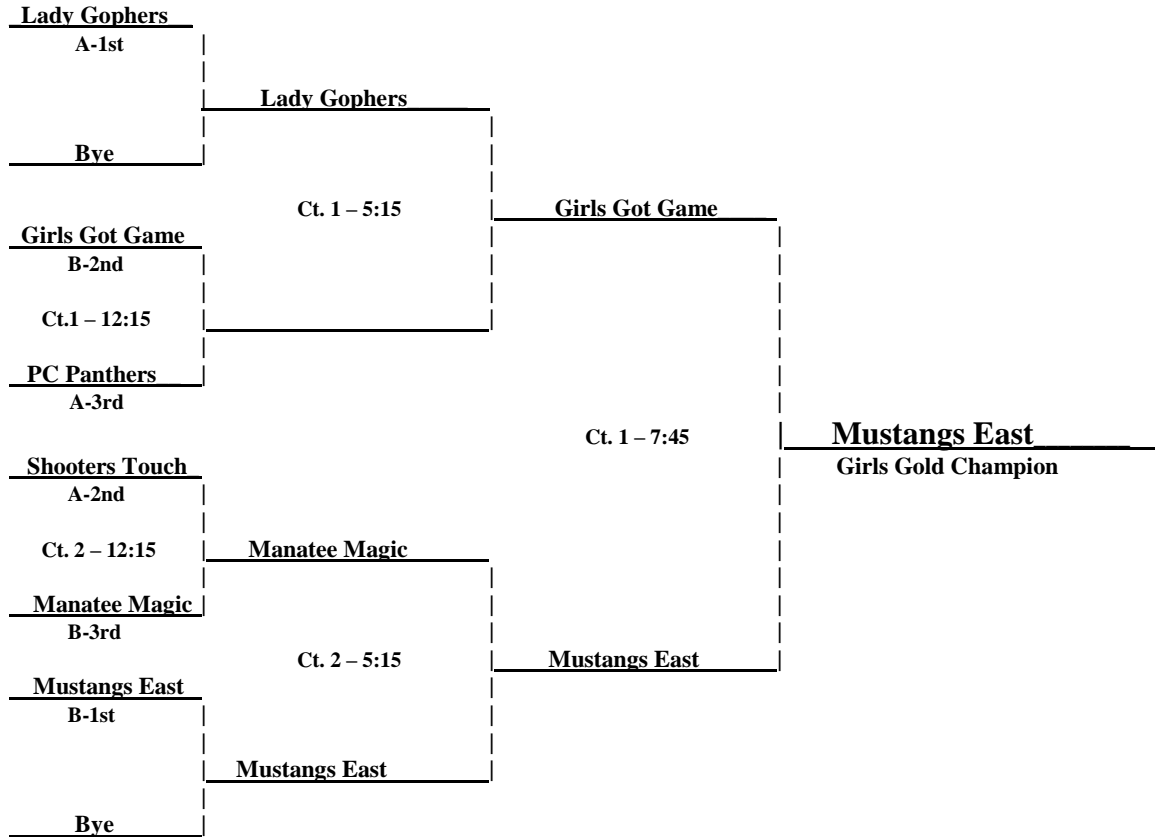 Lady Gophers
A-1st
Lady Gophers
Bye
Ct. 1 – 5:15
Girls Got Game
Girls Got Game
B-2nd
Ct.1 – 12:15
PC Panthers
A-3rd
Ct. 1 – 7:45
Mustangs East
Girls Gold Champion
Shooters Touch
A-2nd
Ct. 2 – 12:15
Manatee Magic
Manatee Magic
B-3rd
Ct. 2 – 5:15
Mustangs East
Mustangs East
B-1st
Mustangs East
Bye